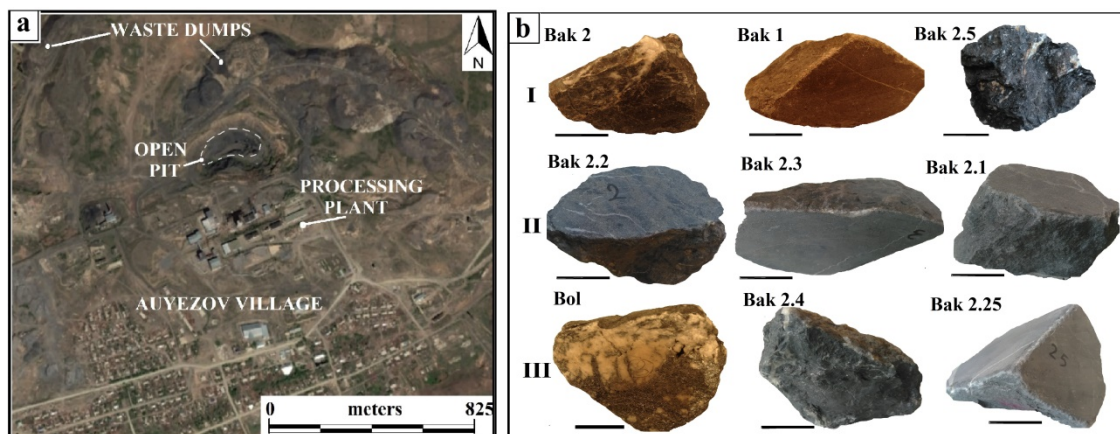 a
WASTE DUMPS
N
OPEN
PIT
PROCESSING
PLANT
AUYEZOV VILLAGE
0 meters 825
b
Bak 2 Bak 1 Bak 2.5
I
Bak 2.2 Bak 2.3 Bak 2.1
2
II
Bol Bak 2.4 Bak 2.25
25
III